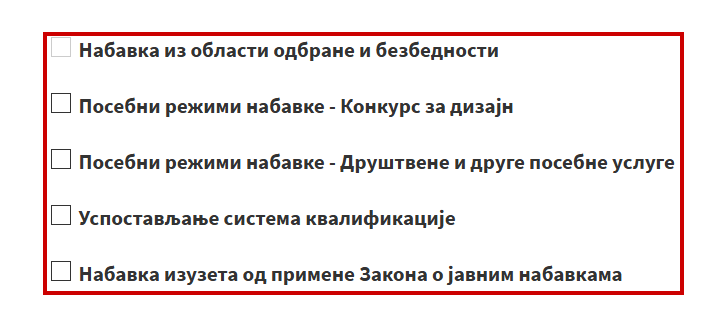 Набавка из области одбране и безбедности
Посебни режими набавке - Конкурс за дизајн
Посебни режими набавке - Друштвене и друге посебне услуге
Успостављање система квалификације
Набавка изузета од примене Закона о јавним набавкама